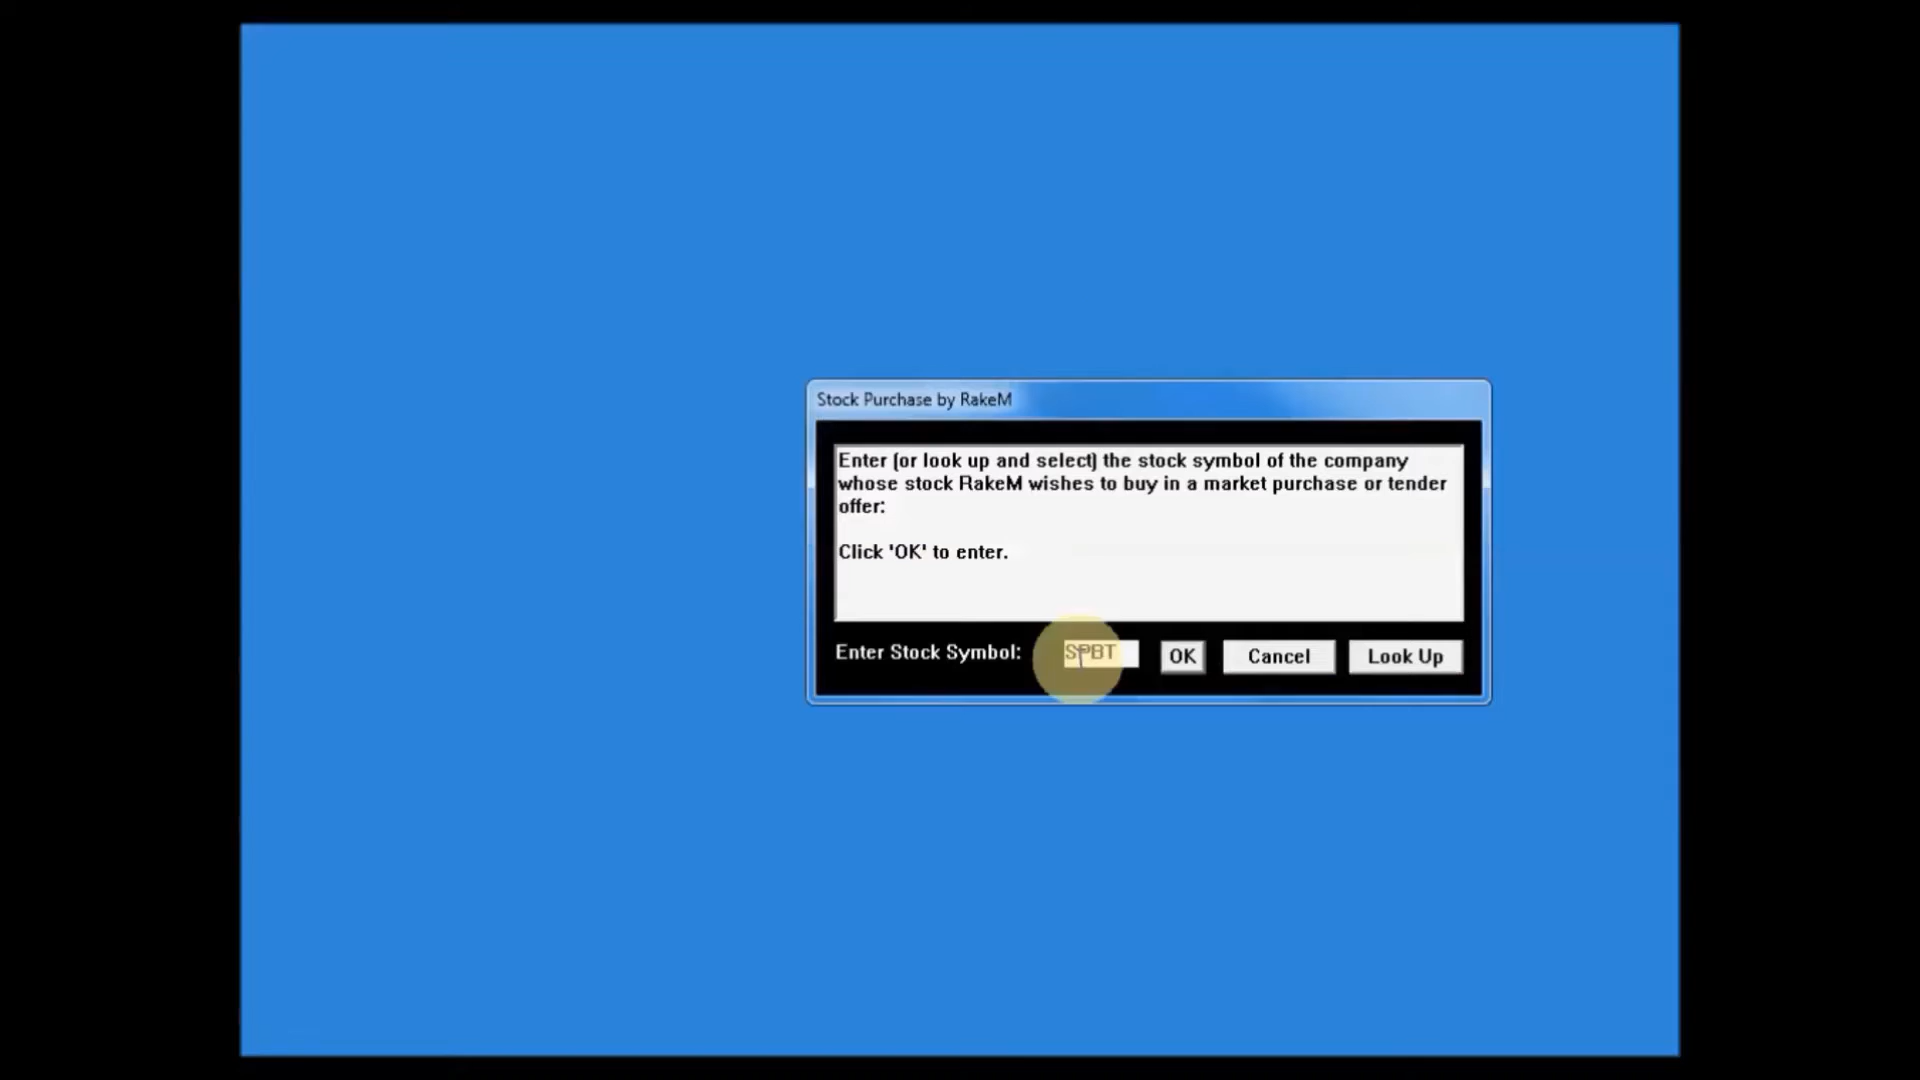 Stock Purchase by RakeM
Enter (or look up and select) the stock symbol of the company
whose stock RakeM wishes to buy in a market purchase or tender
offer:
Click 'OK' to enter.
Enter Stock Symbol: SPBT OK Cancel Look Up